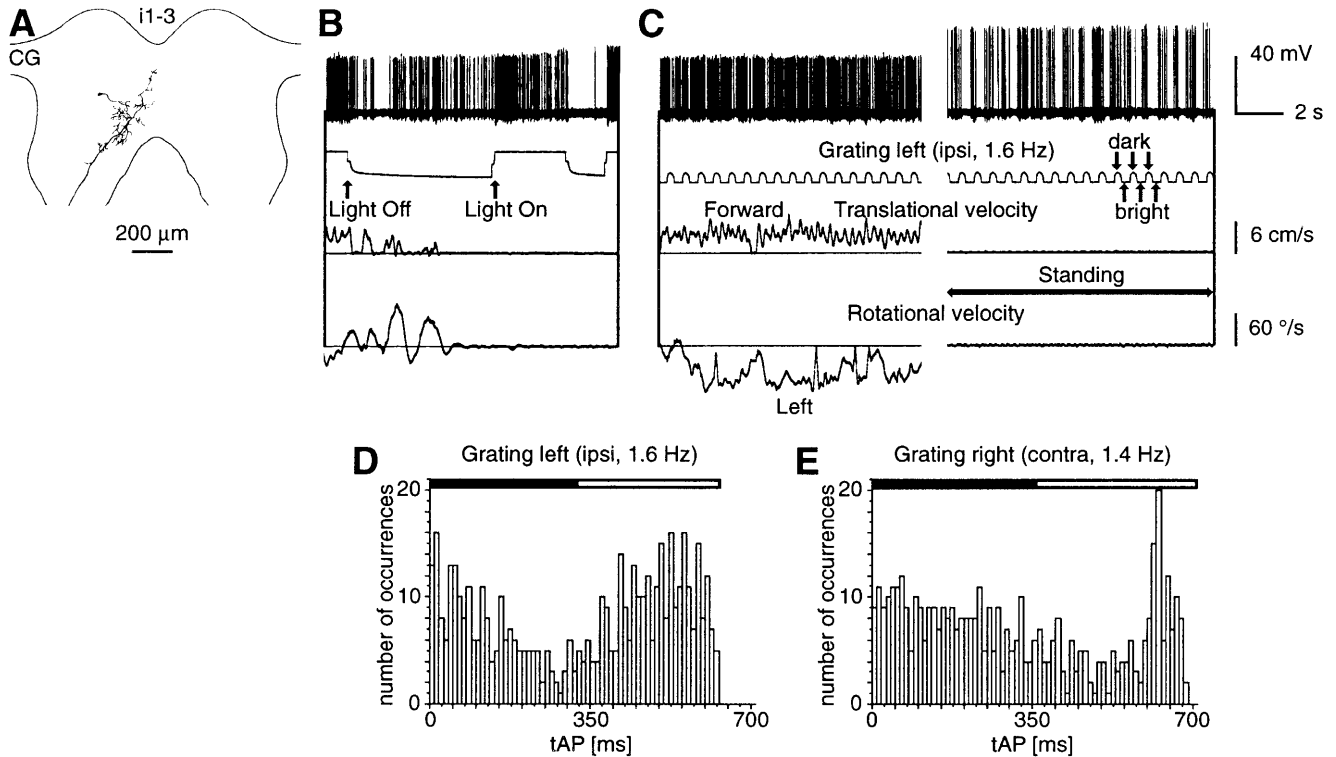 A
i1-3
CG
200 µm
B
Light Off
Light On
C
40 mV
2 s
Grating left (ipsi, 1.6 Hz)
dark
bright
Forward
Translational velocity
6 cm/s
Standing
Rotational velocity
60 °/s
Left
D
Grating left (ipsi, 1.6 Hz)
number of occurrences
20
10
0
0
350
700
tAP [ms]
E
Grating right (contra, 1.4 Hz)
number of occurrences
20
10
0
0
350
700
tAP [ms]